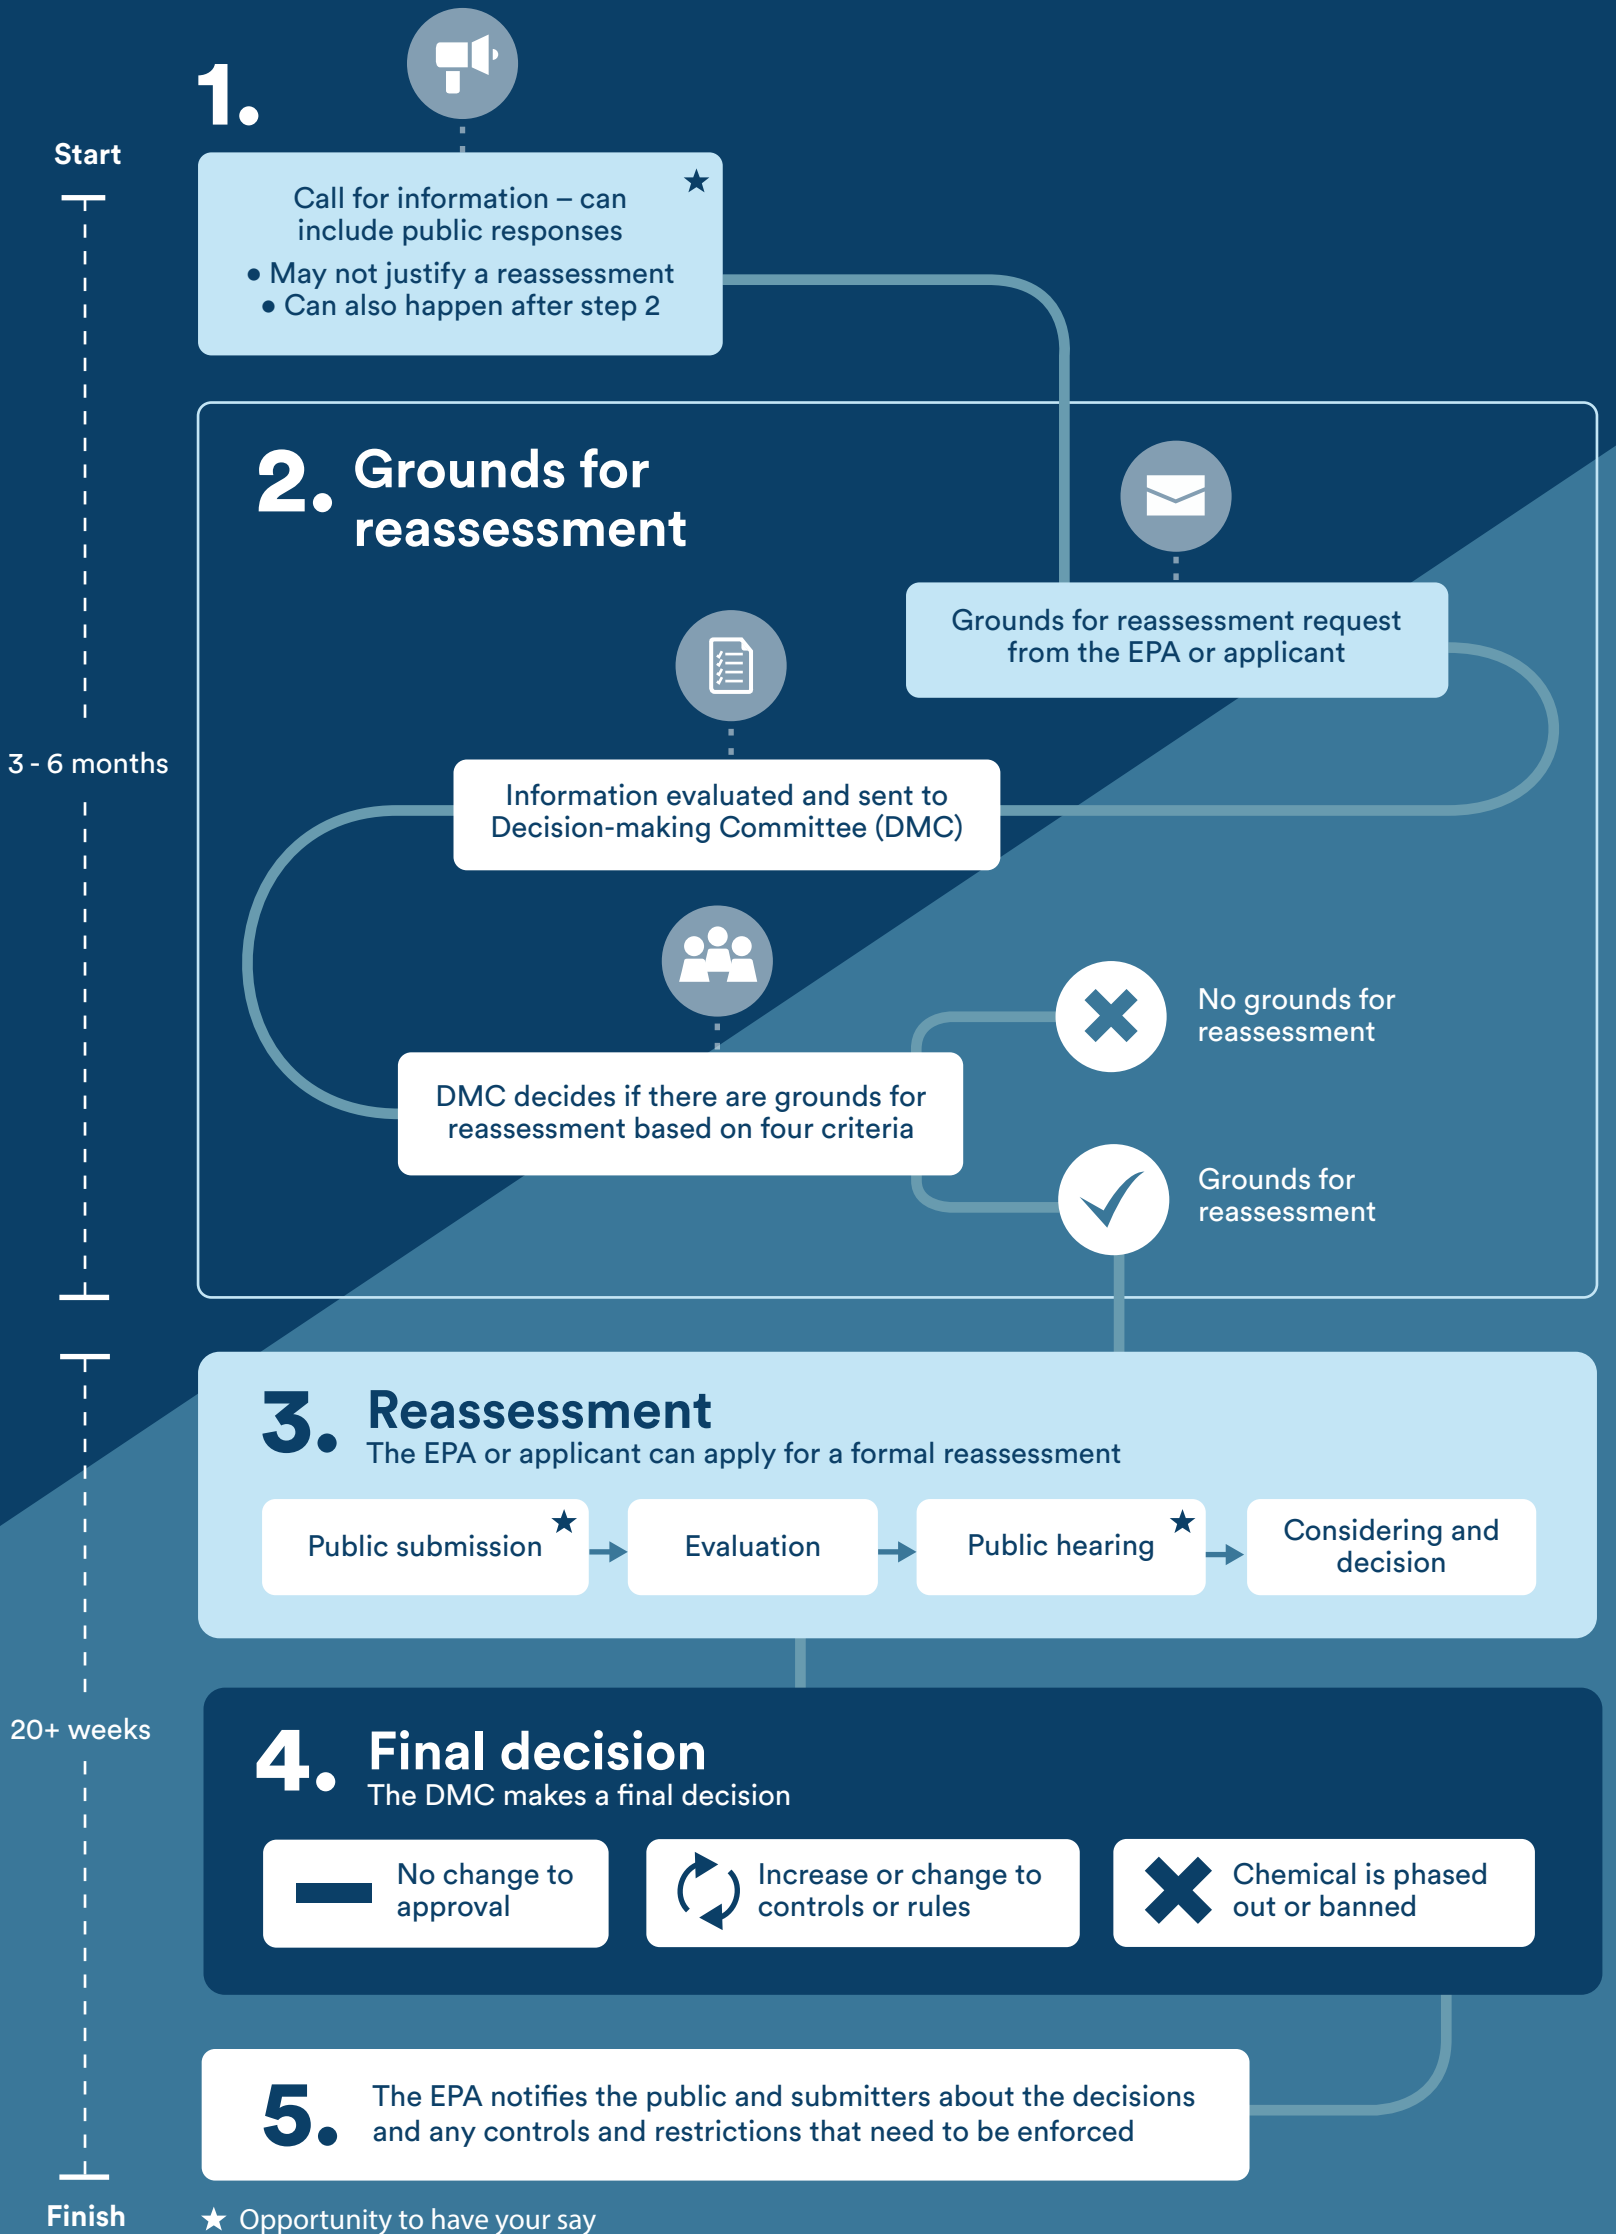 1.
Start
Call for information – can
include public responses
• May not justify a reassessment
• Can also happen after step 2
2. Grounds for
reassessment
Grounds for reassessment request
from the EPA or applicant
3 - 6 months
Information evaluated and sent to
Decision-making Committee (DMC)
No grounds for
reassessment
DMC decides if there are grounds for
reassessment based on four criteria
Grounds for
reassessment
3. Reassessment
The EPA or applicant can apply for a formal reassessment
Public submission
Evaluation
Public hearing
Considering and
decision
20+ weeks
4. Final decision
The DMC makes a final decision
No change to
approval
Increase or change to
controls or rules
Chemical is phased
out or banned
5. The EPA notifies the public and submitters about the decisions
and any controls and restrictions that need to be enforced
Finish
★ Opportunity to have your say